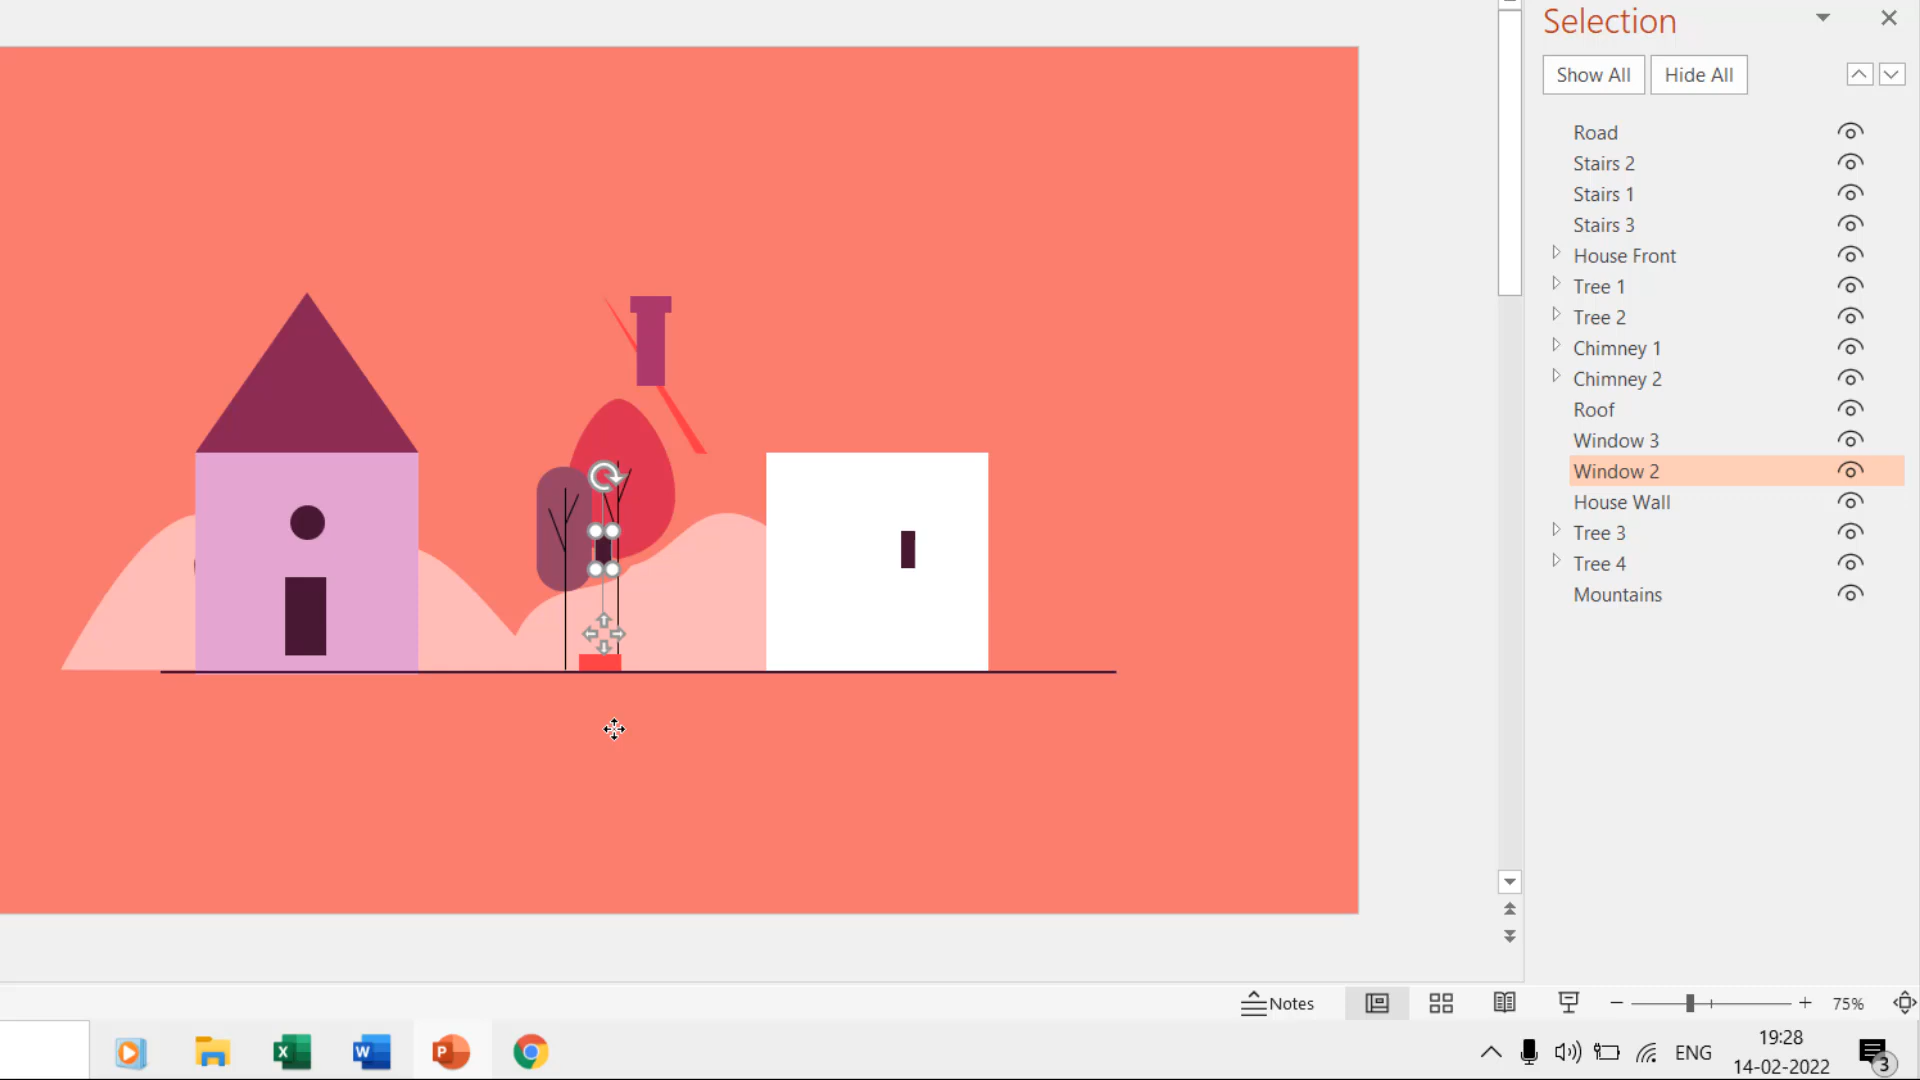 Selection
Show All
Hide All
Road
Stairs 2
Stairs 1
Stairs 3
House Front
Tree 1
Tree 2
Chimney 1
Chimney 2
Roof
Window 3
Window 2
House Wall
Tree 3
Tree 4
Mountains
Notes
75%
X
W
P
ENG
19:28
14-02-2022
3